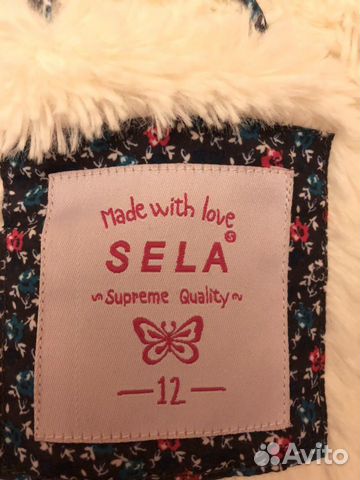 Made with love
SELA
~Supreme Quality~
—12—
Avito